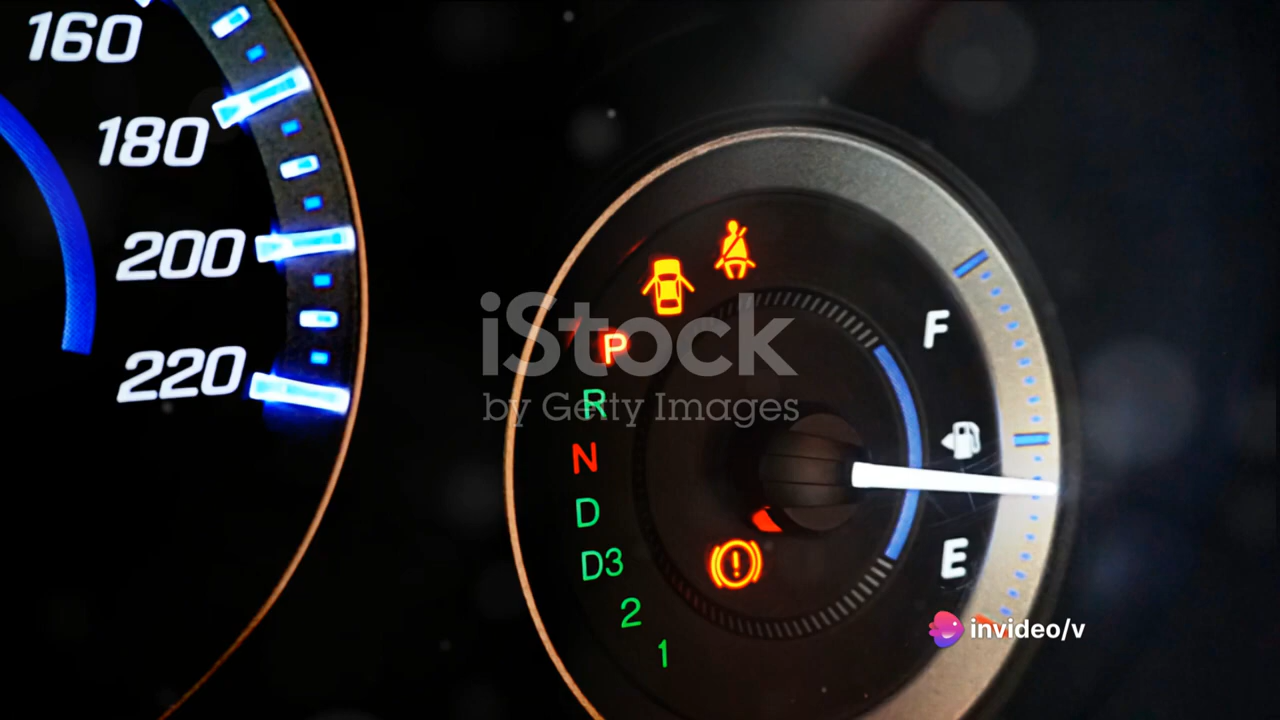 160
180
200
220
iStock
by Getty Images
P
R
N
D
D3
2
1
F
E
invideo/v